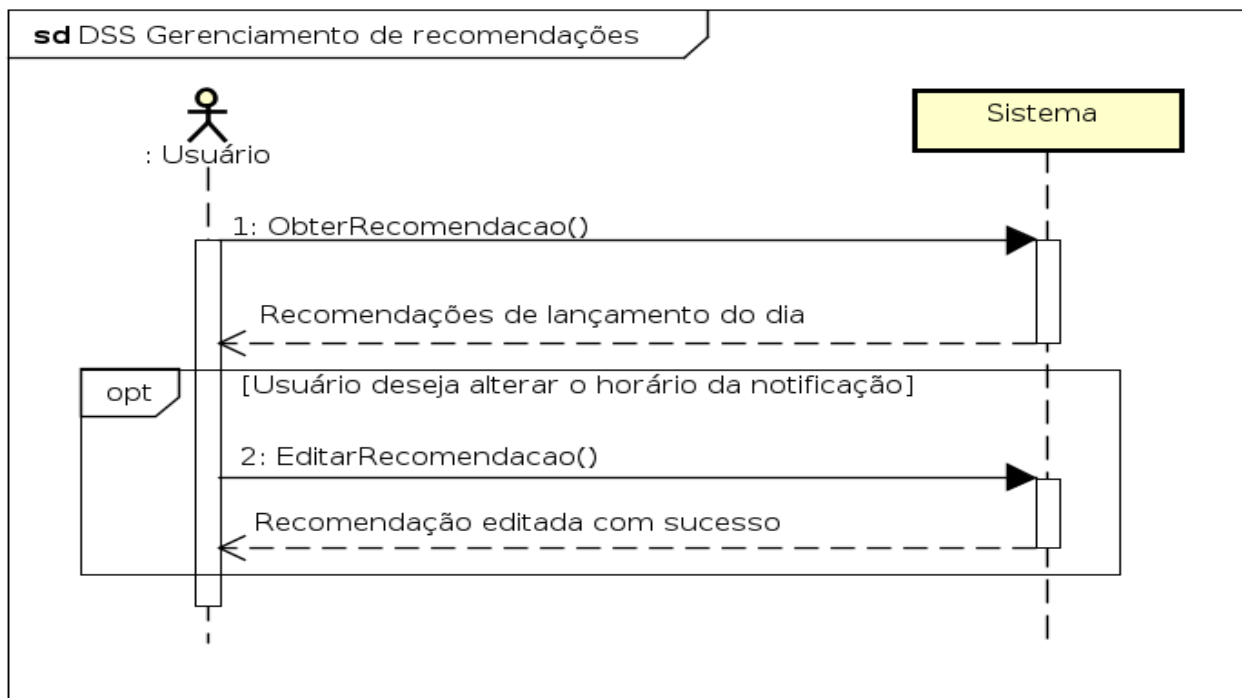 sd DSS Gerenciamento de recomendações
: Usuário
Sistema
1: ObterRecomendacao()
Recomendações de lançamento do dia
opt
[Usuário deseja alterar o horário da notificação]
2: EditarRecomendacao()
Recomendação editada com sucesso